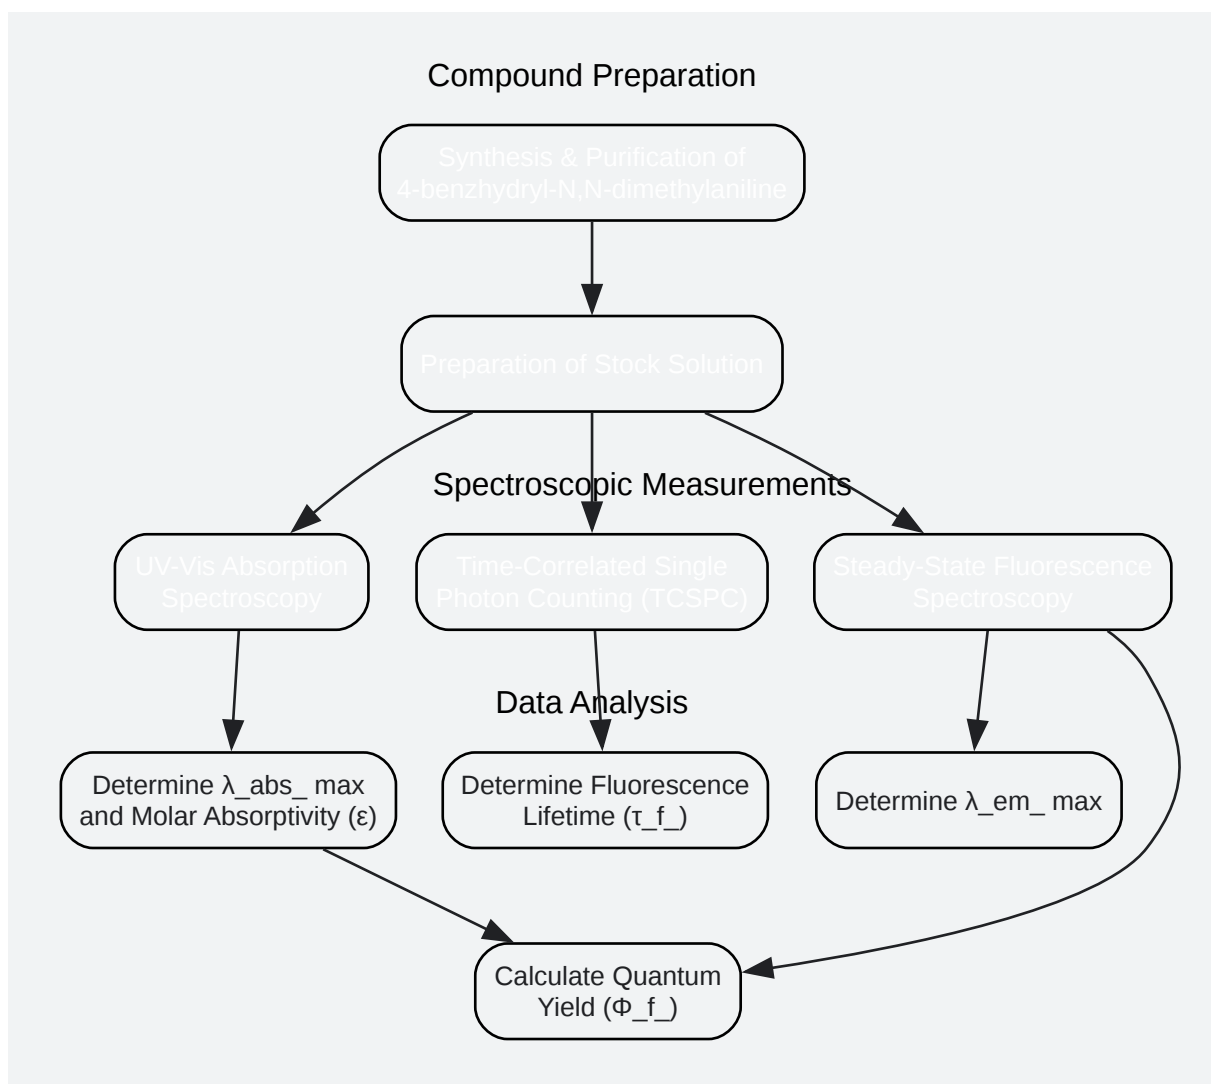 Compound Preparation
Synthesis & Purification of
4-benzhydryl-N,N-dimethylaniline
Preparation of Stock Solution
Spectroscopic Measurements
UV-Vis Absorption
Spectroscopy
Time-Correlated Single
Photon Counting (TCSPC)
Steady-State Fluorescence
Spectroscopy
Data Analysis
Determine λ_abs_ max
and Molar Absorptivity (ε)
Determine Fluorescence
Lifetime (τ_f_)
Determine λ_em_ max
Calculate Quantum
Yield (Φ_f_)